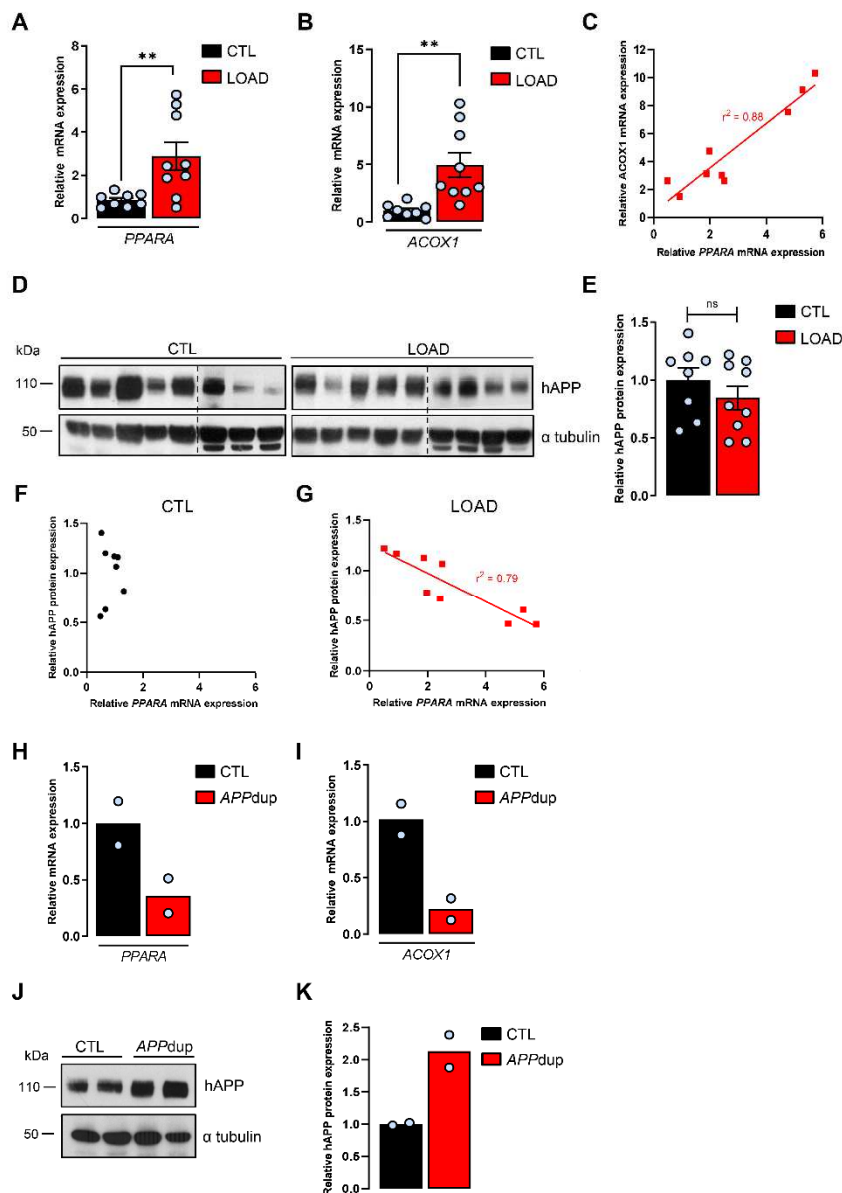 A
Relative mRNA expression
8
6
4
2
0
**
PPARA
CTL
LOAD
B
Relative mRNA expression
15
10
5
0
**
ACOX1
CTL
LOAD
C
Relative ACOX1 mRNA expression
12
10
8
6
4
2
0
r² = 0.88
0 2 4 6
Relative PPARA mRNA expression
D
kDa
CTL
LOAD
110
hAPP
50
α tubulin
E
Relative hAPP protein expression
2.0
1.5
1.0
0.5
0.0
ns
CTL
LOAD
F
CTL
Relative hAPP protein expression
1.5
1.0
0.5
0.0
0 2 4 6
Relative PPARA mRNA expression
G
LOAD
Relative hAPP protein expression
1.5
1.0
0.5
0.0
r² = 0.79
0 2 4 6
Relative PPARA mRNA expression
H
Relative mRNA expression
1.5
1.0
0.5
0.0
PPARA
CTL
APPdup
I
Relative mRNA expression
1.5
1.0
0.5
0.0
ACOX1
CTL
APPdup
J
kDa
CTL APPdup
110
hAPP
50
α tubulin
K
Relative hAPP protein expression
2.5
2.0
1.5
1.0
0.5
0.0
CTL
APPdup